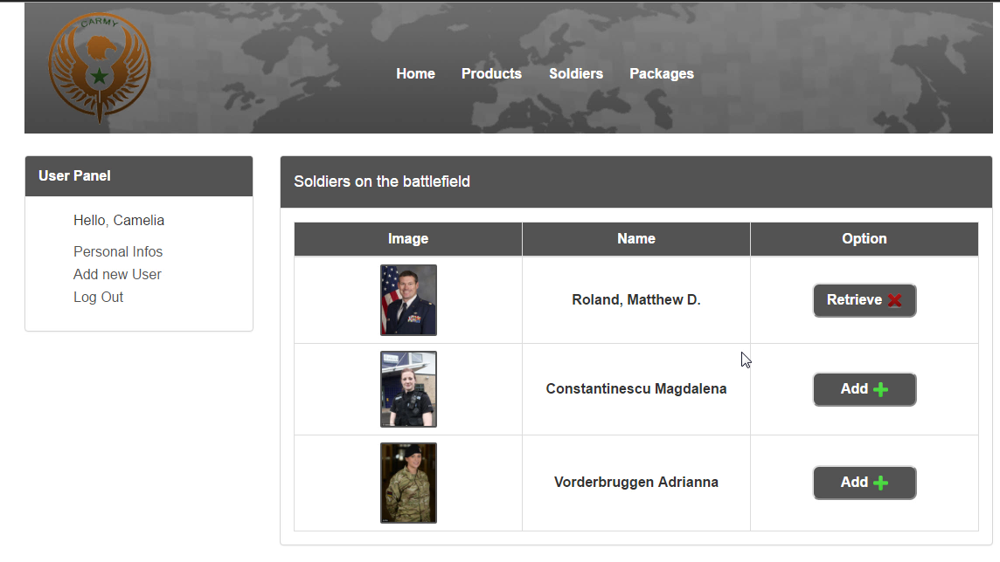 CARMY
Home Products Soldiers Packages
User Panel
Hello, Camelia
Personal Infos
Add new User
Log Out
Soldiers on the battlefield
Image Name Option
Roland, Matthew D. Retrieve
Constantinescu Magdalena Add
Vorderbruggen Adrianna Add